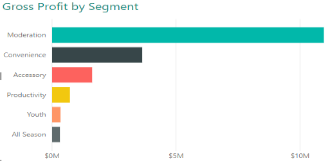 Gross Profit by Segment
Moderation
Convenience
Accessory
Productivity
Youth
All Season
$0M $5M $10M